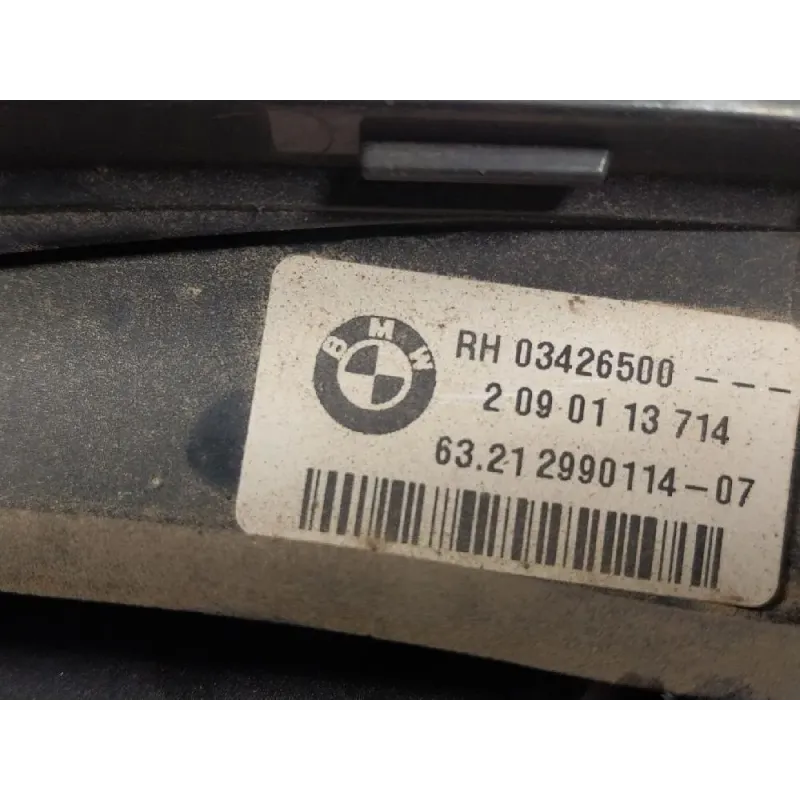 BMW
RH 03426500 ---
2 09 01 13 714
63.21 2990114-07